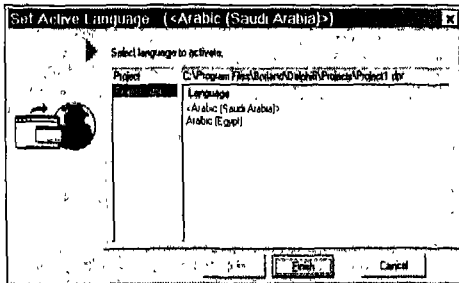 Set Active Language (<Arabic (Saudi Arabia)>)
Select language to activate.
Project
C:\Program Files\Borland\Delphi6\Projects\Project1.dpr
Language
<Arabic (Saudi Arabia)>
Arabic (Egypt)
Finish
Cancel